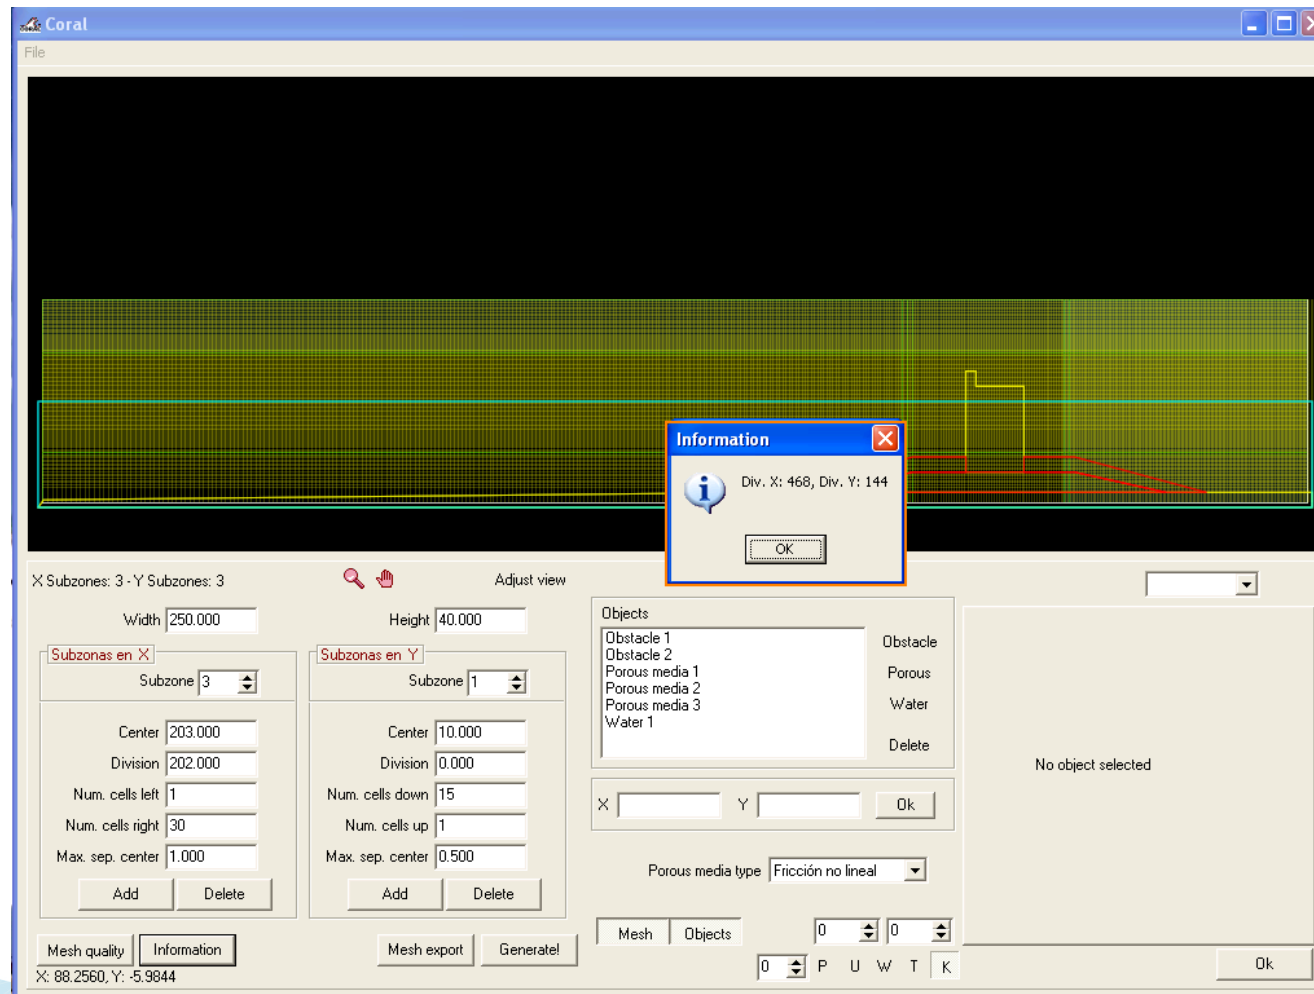 Coral
File
Information
Div. X: 468, Div. Y: 144
OK
X Subzones: 3 - Y Subzones: 3
Adjust view
Width 250.000
Height 40.000
Subzonas en X
Subzone 3
Center 203.000
Division 202.000
Num. cells left 1
Num. cells right 30
Max. sep. center 1.000
Add Delete
Subzonas en Y
Subzone 1
Center 10.000
Division 0.000
Num. cells down 15
Num. cells up 1
Max. sep. center 0.500
Add Delete
Mesh quality Information
Mesh export Generate!
X: 88.2560, Y: -5.9844
Objects
Obstacle 1
Obstacle 2
Porous media 1
Porous media 2
Porous media 3
Water 1
Obstacle
Porous
Water
Delete
X Y Ok
Porous media type Fricción no lineal
Mesh Objects 0 0
0 P U W T K
No object selected
Ok